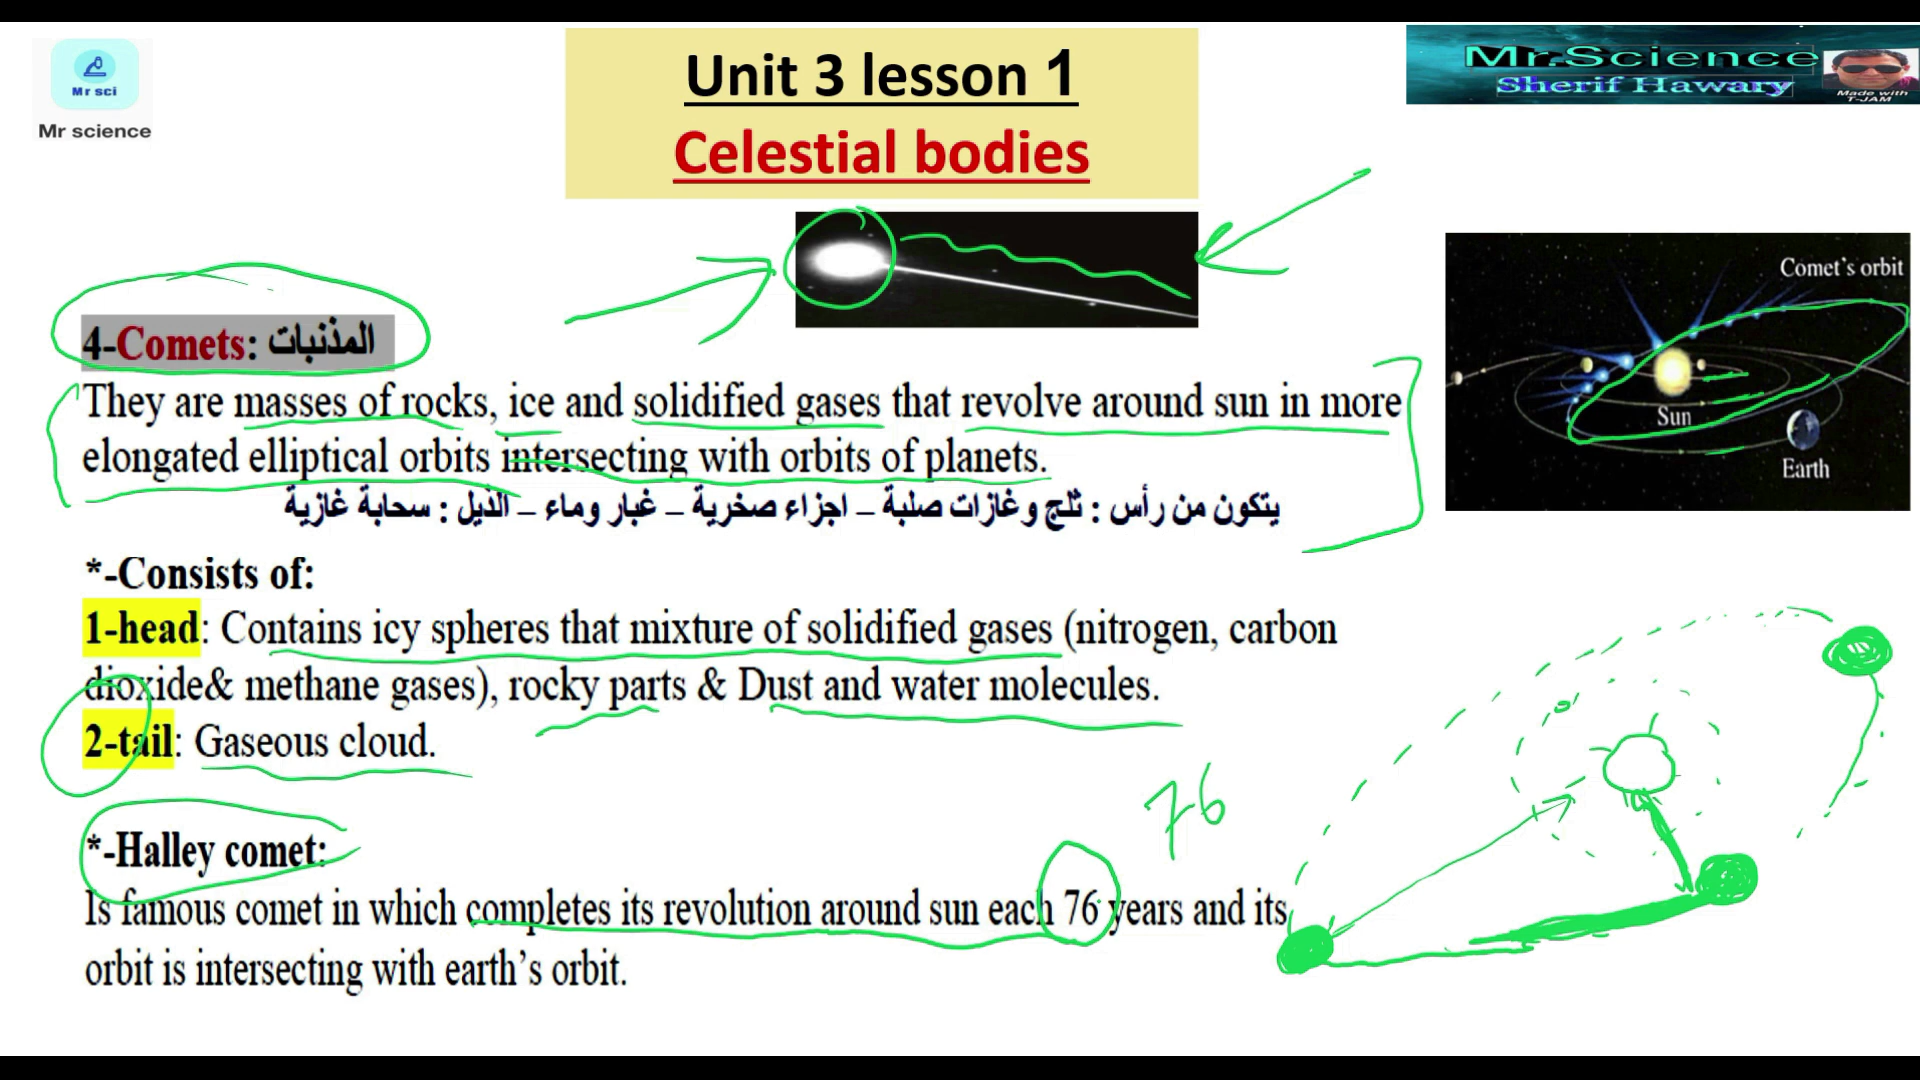 Mr sci
Mr science
Unit 3 lesson 1
Celestial bodies
Mr.Science
Sherif Hawary
Made with
T-JAM
4-Comets: المذنبات
They are masses of rocks, ice and solidified gases that revolve around sun in more
elongated elliptical orbits intersecting with orbits of planets.
يتكون من رأس : ثلج وغازات صلبة – اجزاء صخرية – غبار وماء – الذيل : سحابة غازية
Comet's orbit
Sun
Earth
*-Consists of:
1-head: Contains icy spheres that mixture of solidified gases (nitrogen, carbon
dioxide& methane gases), rocky parts & Dust and water molecules.
2-tail: Gaseous cloud.
76
*-Halley comet:
Is famous comet in which completes its revolution around sun each 76 years and its
orbit is intersecting with earth's orbit.